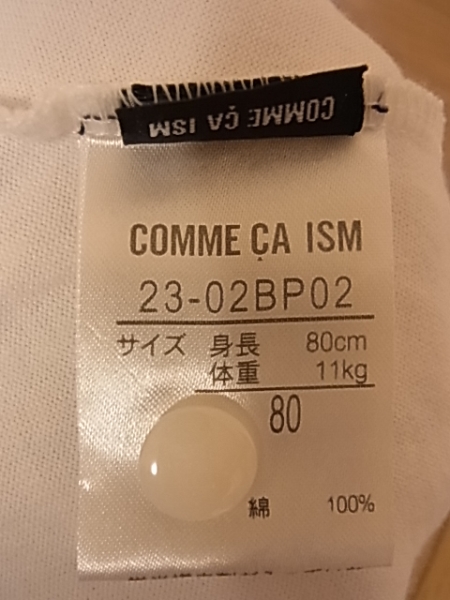 COMME ÇA ISM
COMME ÇA ISM
23-02BP02
サイズ 身長 80cm
体重 11kg
80
綿 100%